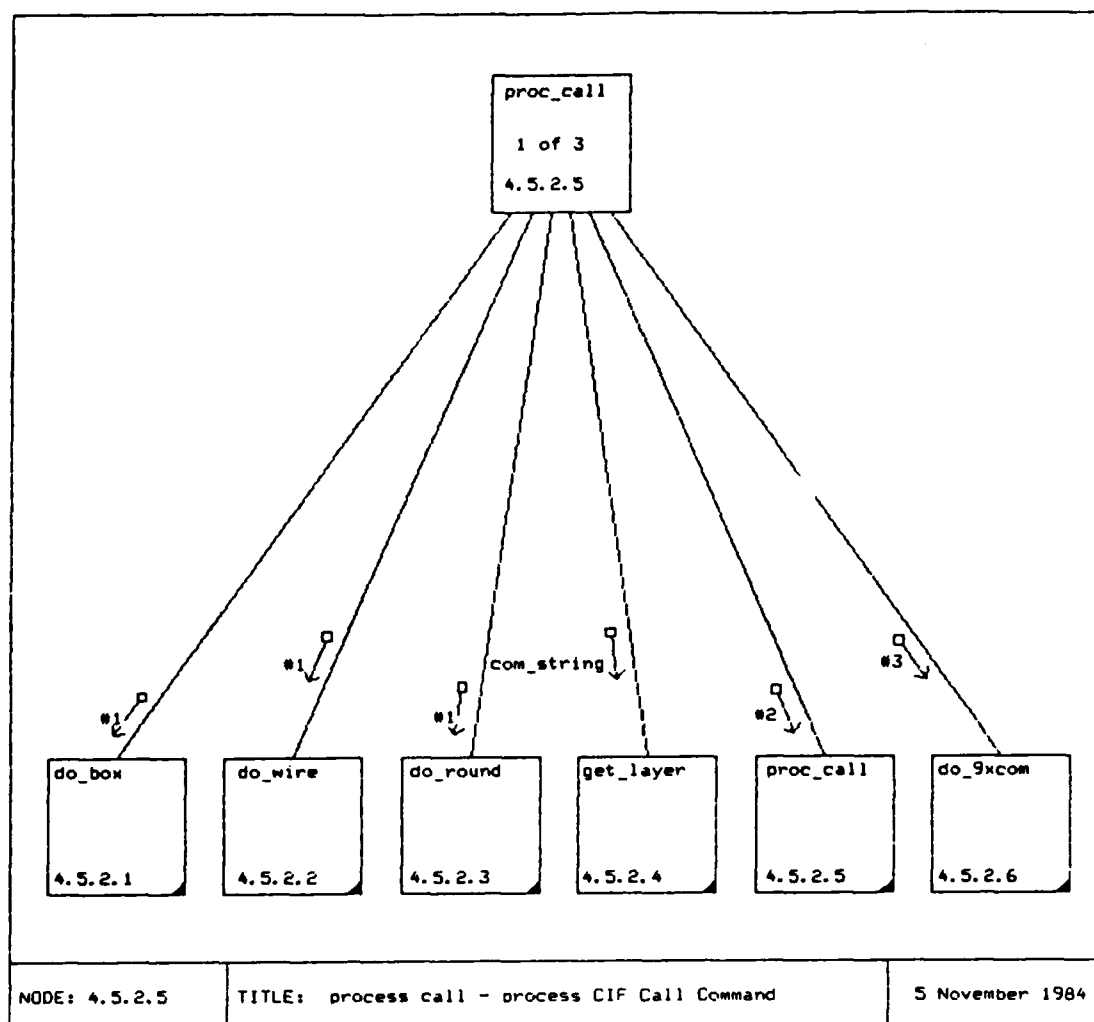 proc_call
1 of 3
4.5.2.5
#1
com_string
#3
#1
#1
#2
do_box
do_wire
do_round
get_layer
proc_call
do_9xcom
4.5.2.1
4.5.2.2
4.5.2.3
4.5.2.4
4.5.2.5
4.5.2.6
NODE: 4.5.2.5
TITLE: process call - process CIF Call Command
5 November 1984